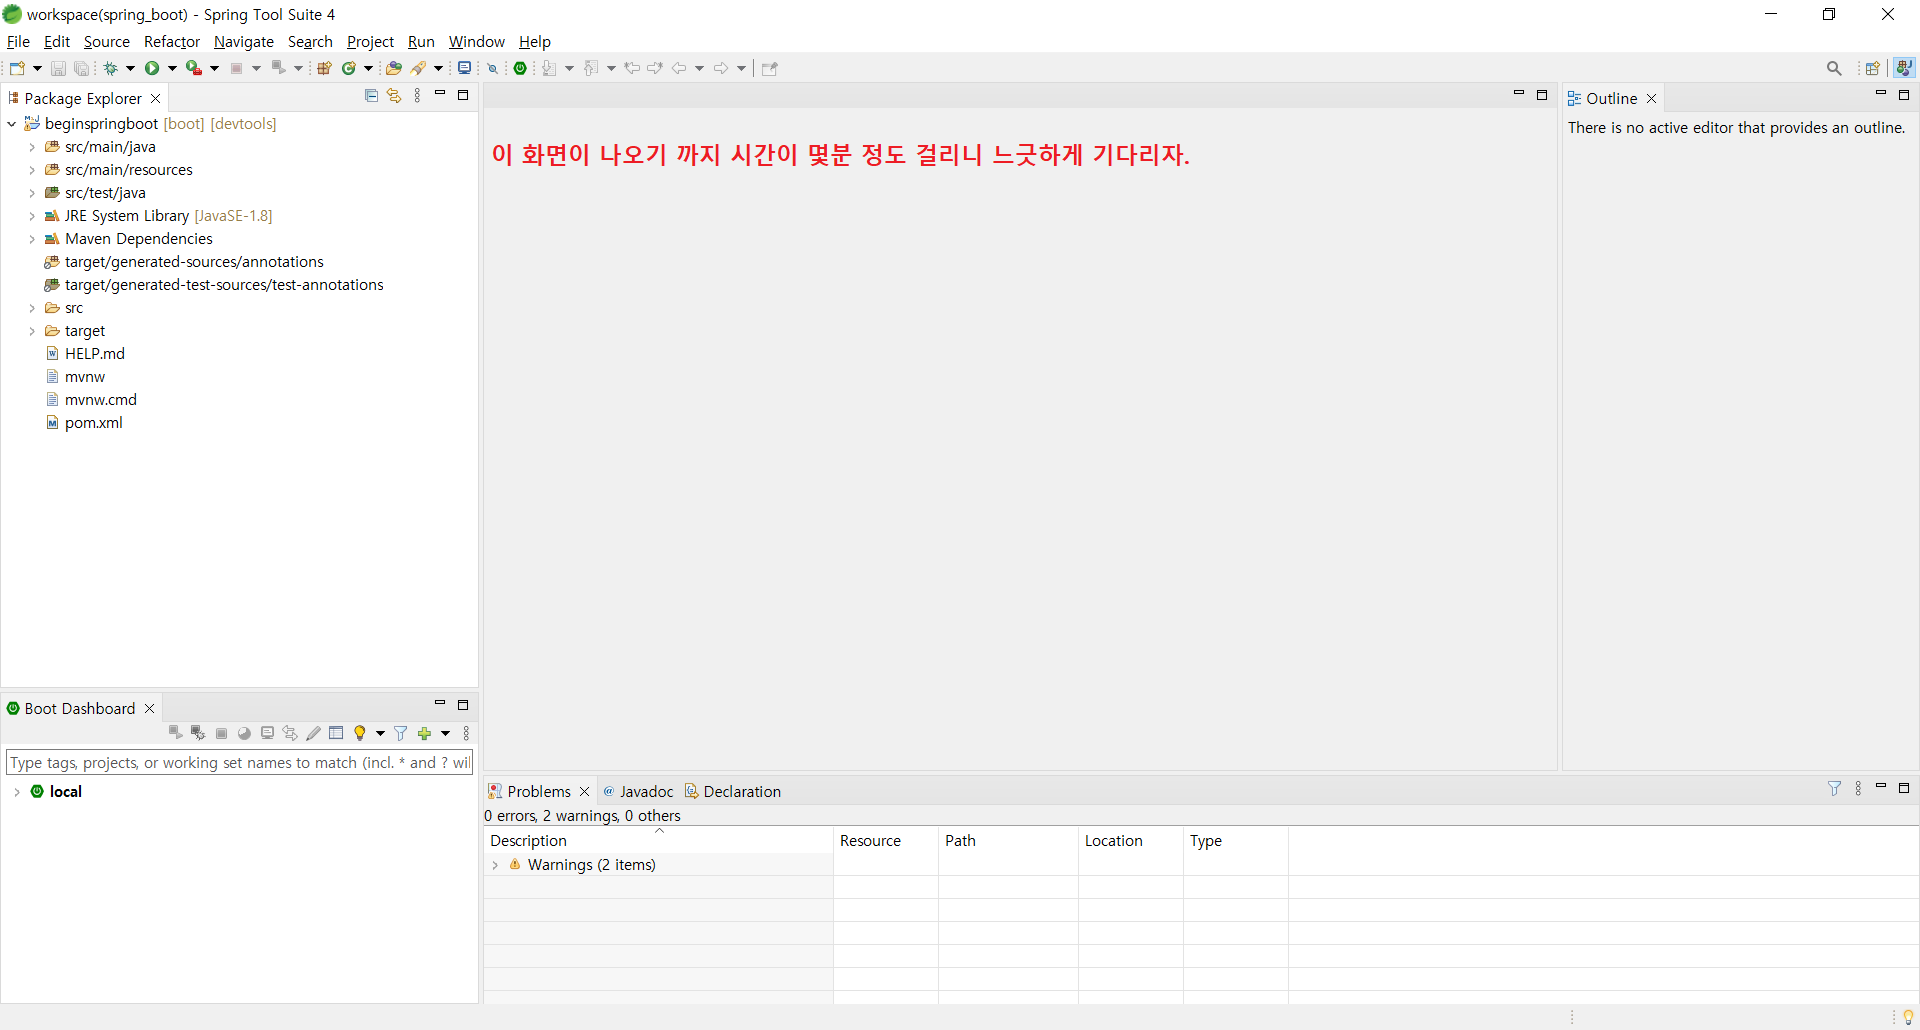 workspace(spring_boot) - Spring Tool Suite 4
File Edit Source Refactor Navigate Search Project Run Window Help
Package Explorer
beginspringboot [boot] [devtools]
src/main/java
src/main/resources
src/test/java
JRE System Library [JavaSE-1.8]
Maven Dependencies
target/generated-sources/annotations
target/generated-test-sources/test-annotations
src
target
HELP.md
mvnw
mvnw.cmd
pom.xml
이 화면이 나오기 까지 시간이 몇분 정도 걸리니 느긋하게 기다리자.
Outline
There is no active editor that provides an outline.
Boot Dashboard
Type tags, projects, or working set names to match (incl. * and ? wil
local
Problems Javadoc Declaration
0 errors, 2 warnings, 0 others
Description Resource Path Location Type
Warnings (2 items)